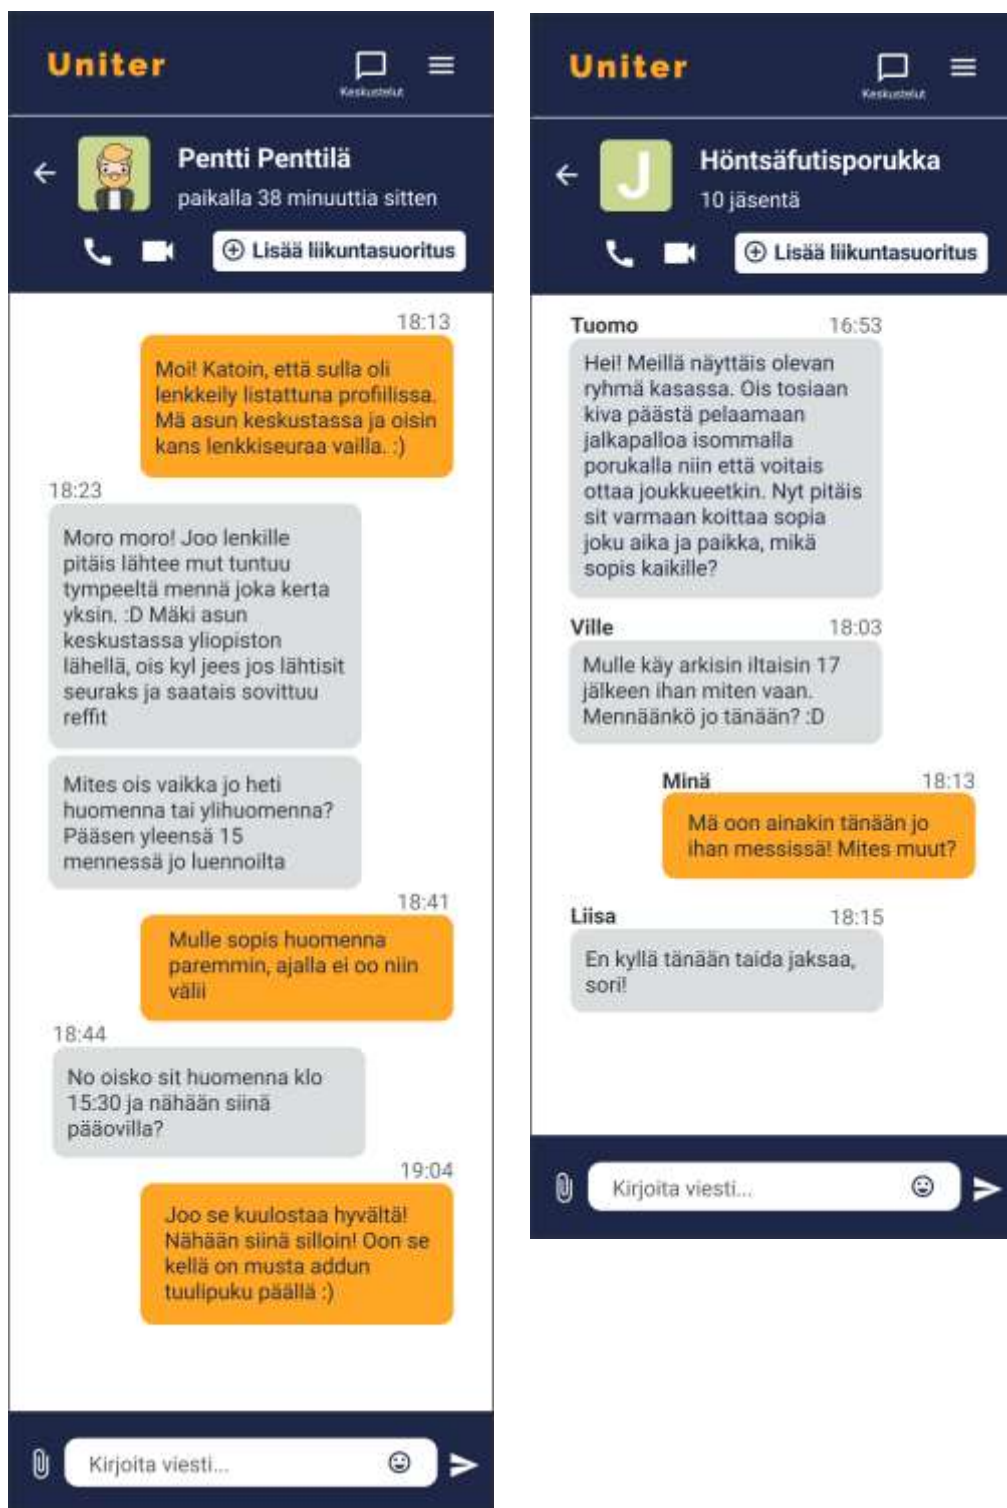 Uniter
Keskustelut
Pentti Penttilä
paikalla 38 minuuttia sitten
Lisää liikuntasuoritus
18:13
Moi! Katoin, että sulla oli
lenkkeily listattuna profiilissa.
Mä asun keskustassa ja oisin
kans lenkkiseuraa vailla. :)
18:23
Moro moro! Joo lenkille
pitäis lähtee mut tuntuu
tympeeltä mennä joka kerta
yksin. :D Mäki asun
keskustassa yliopiston
lähellä, ois kyl jees jos lähtisit
seuraks ja saatais sovittuu
reffit
Mites ois vaikka jo heti
huomenna tai ylihuomenna?
Pääsen yleensä 15
mennessä jo luennoilta
18:41
Mulle sopis huomenna
paremmin, ajalla ei oo niin
välii
18:44
No oisko sit huomenna klo
15:30 ja nähään siinä
pääovilla?
19:04
Joo se kuulostaa hyvältä!
Nähään siinä silloin! Oon se
kellä on musta addun
tuulipuku päällä :)
Kirjoita viesti...
Uniter
Keskustelut
J
Höntsäfutisporukka
10 jäsentä
Lisää liikuntasuoritus
Tuomo 16:53
Hei! Meillä näyttäis olevan
ryhmä kasassa. Ois tosiaan
kiva päästä pelaamaan
jalkapalloa isommalla
porukalla niin että voitais
ottaa joukkueetkin. Nyt pitäis
sit varmaan koittaa sopia
joku aika ja paikka, mikä
sopis kaikille?
Ville 18:03
Mulle käy arkisin iltaisin 17
jälkeen ihan miten vaan.
Mennäänkö jo tänään? :D
Minä 18:13
Mä oon ainakin tänään jo
ihan messissä! Mites muut?
Liisa 18:15
En kyllä tänään taida jaksaa,
sori!
Kirjoita viesti...